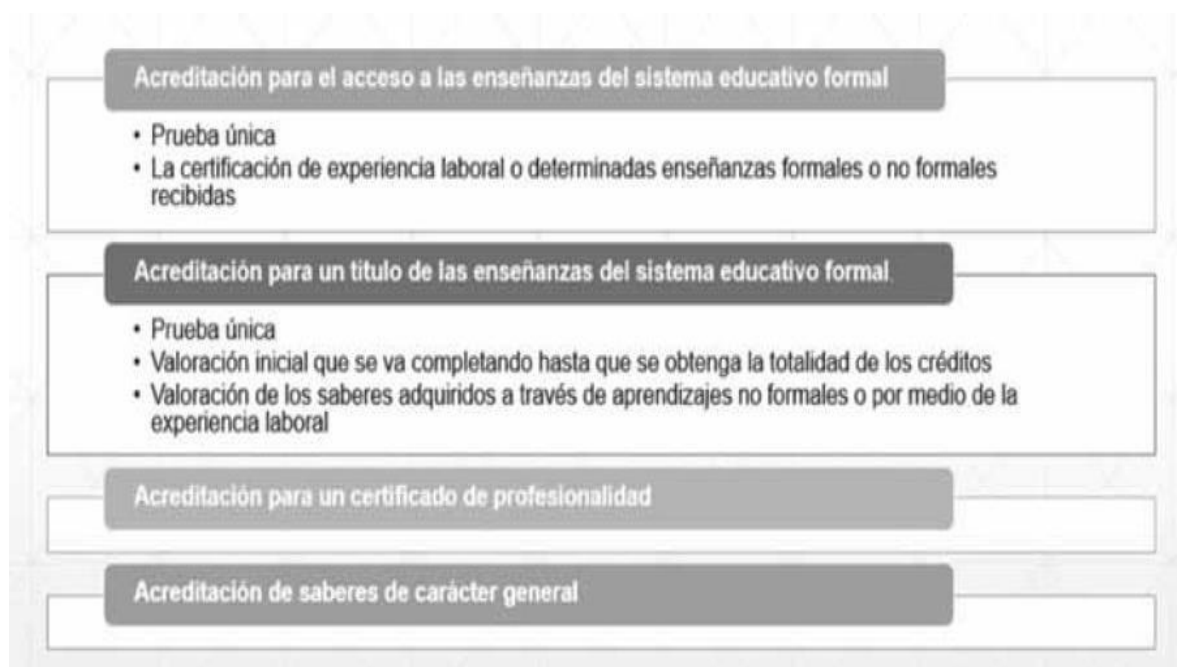 Acreditación para el acceso a las enseñanzas del sistema educativo formal
• Prueba única
• La certificación de experiencia laboral o determinadas enseñanzas formales o no formales
recibidas
Acreditación para un título de las enseñanzas del sistema educativo formal.
• Prueba única
• Valoración inicial que se va completando hasta que se obtenga la totalidad de los créditos
• Valoración de los saberes adquiridos a través de aprendizajes no formales o por medio de la
experiencia laboral
Acreditación para un certificado de profesionalidad
Acreditación de saberes de carácter general